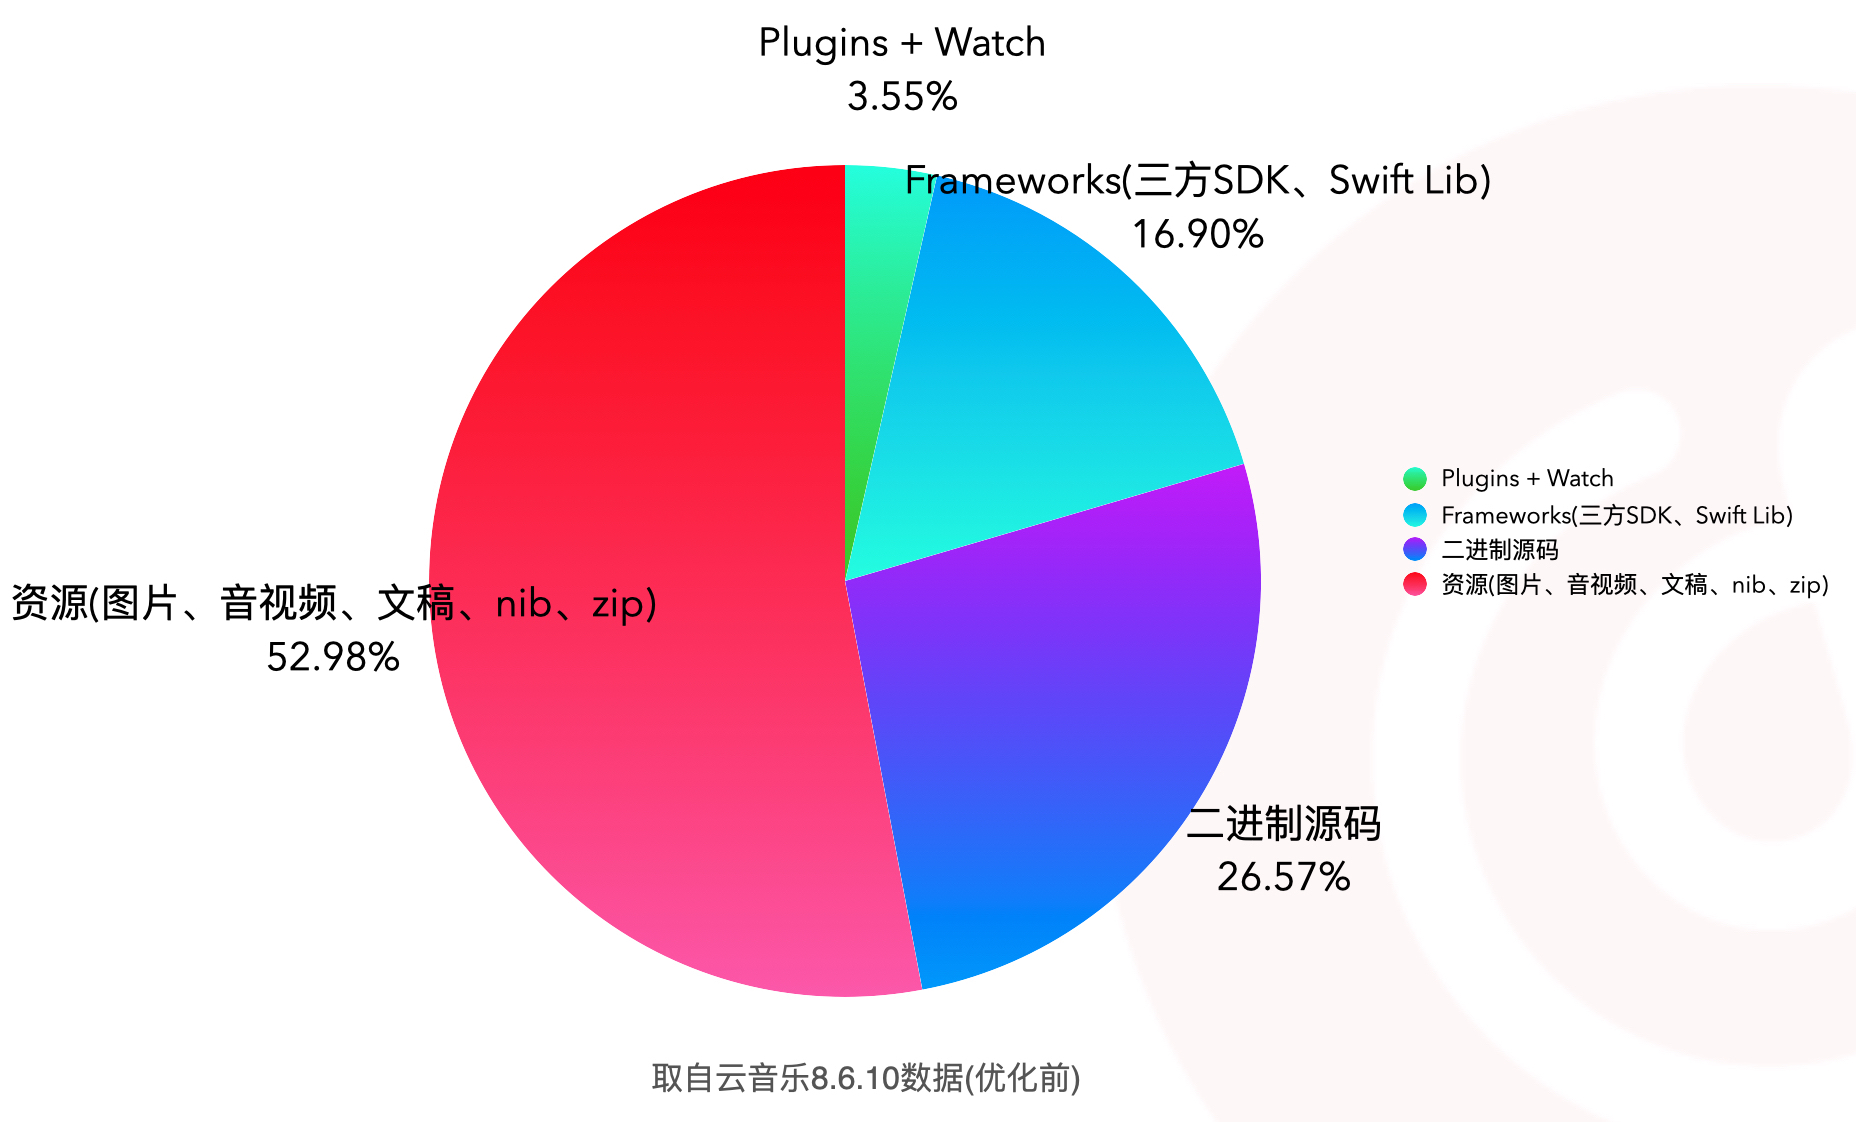 Plugins + Watch
3.55%
Frameworks(三方SDK、Swift Lib)
16.90%
Plugins + Watch
Frameworks(三方SDK、Swift Lib)
二进制源码
资源(图片、音视频、文稿、nib、zip)
资源(图片、音视频、文稿、nib、zip)
52.98%
二进制源码
26.57%
取自云音乐8.6.10数据(优化前)